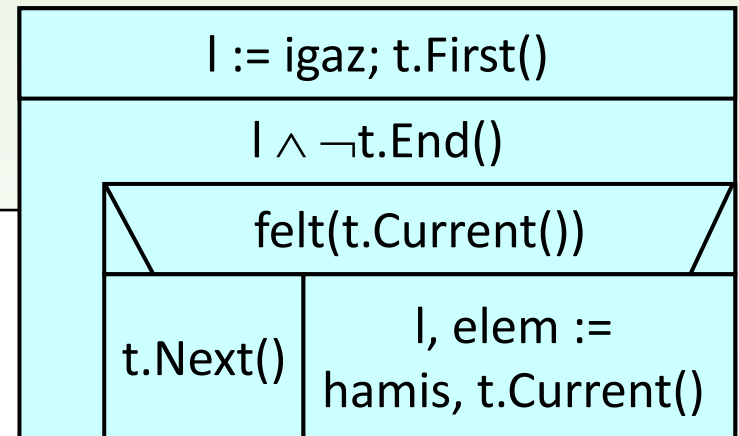 l := igaz; t.First()
l ∧ ¬t.End()
felt(t.Current())
t.Next()
l, elem :=
hamis, t.Current()